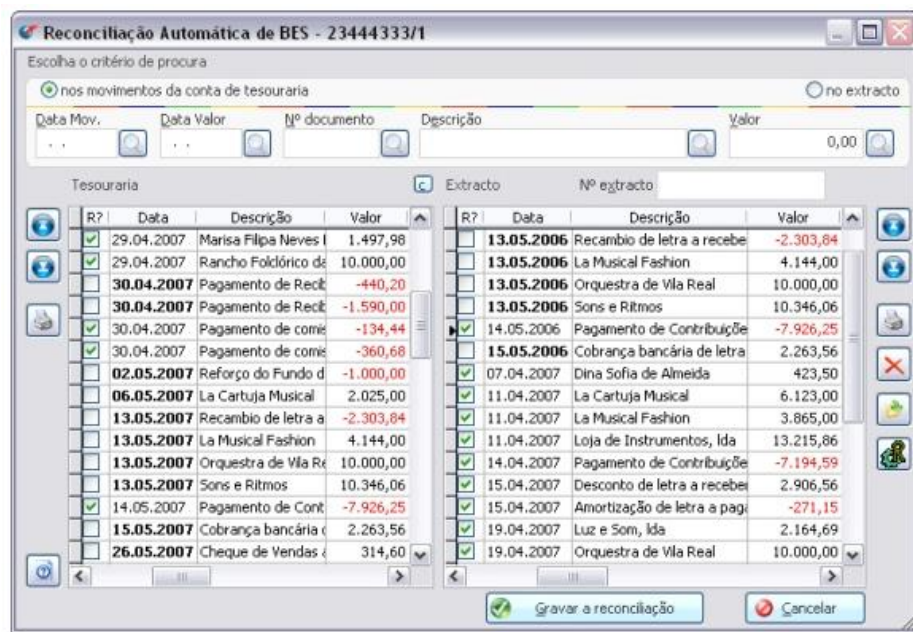 Reconciliação Automática de BES - 23444333/1
Escolha o critério de procura
nos movimentos da conta de tesouraria no extracto
Data Mov. Data Valor Nº documento Descrição Valor
. . . . 0,00
Tesouraria C Extracto Nº extracto
R? Data Descrição Valor R? Data Descrição Valor
29.04.2007 Marisa Filipa Neves 1.497,98 13.05.2006 Recambio de letra a recebe -2.303,84
29.04.2007 Rancho Folclórico da 10.000,00 13.05.2006 La Musical Fashion 4.144,00
30.04.2007 Pagamento de Recib -440,20 13.05.2006 Orquestra de Vila Real 10.000,00
30.04.2007 Pagamento de Recib -1.590,00 13.05.2006 Sons e Ritmos 10.346,06
30.04.2007 Pagamento de comis -134,44 14.05.2006 Pagamento de Contribuiçõe -7.926,25
30.04.2007 Pagamento de comis -360,68 15.05.2006 Cobrança bancária de letra 2.263,56
02.05.2007 Reforço do Fundo d -1.000,00 07.04.2007 Dina Sofia de Almeida 423,50
06.05.2007 La Cartuja Musical 2.025,00 11.04.2007 La Cartuja Musical 6.123,00
13.05.2007 Recambio de letra a -2.303,84 11.04.2007 La Musical Fashion 3.865,00
13.05.2007 La Musical Fashion 4.144,00 11.04.2007 Loja de Instrumentos, lda 13.215,86
13.05.2007 Orquestra de Vila Re 10.000,00 14.04.2007 Pagamento de Contribuiçõe -7.194,59
13.05.2007 Sons e Ritmos 10.346,06 15.04.2007 Desconto de letra a receber 2.906,56
14.05.2007 Pagamento de Cont -7.926,25 15.04.2007 Amortização de letra a paga -271,15
15.05.2007 Cobrança bancária 2.263,56 19.04.2007 Luz e Som, lda 2.164,69
26.05.2007 Cheque de Vendas 314,60 19.04.2007 Orquestra de Vila Real 10.000,00
Gravar a reconciliação Cancelar